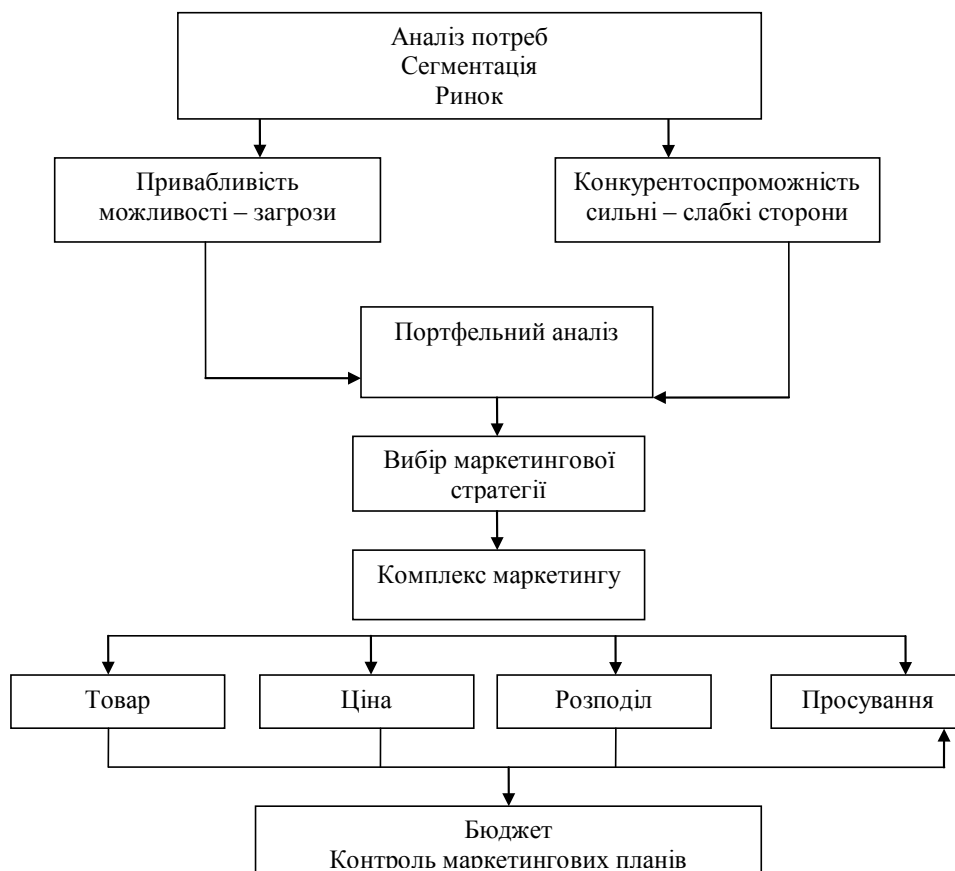 Аналіз потреб
Сегментація
Ринок
Привабливість
можливості – загрози
Конкурентоспроможність
сильні – слабкі сторони
Портфельний аналіз
Вибір маркетингової
стратегії
Комплекс маркетингу
Товар
Ціна
Розподіл
Просування
Бюджет
Контроль маркетингових планів